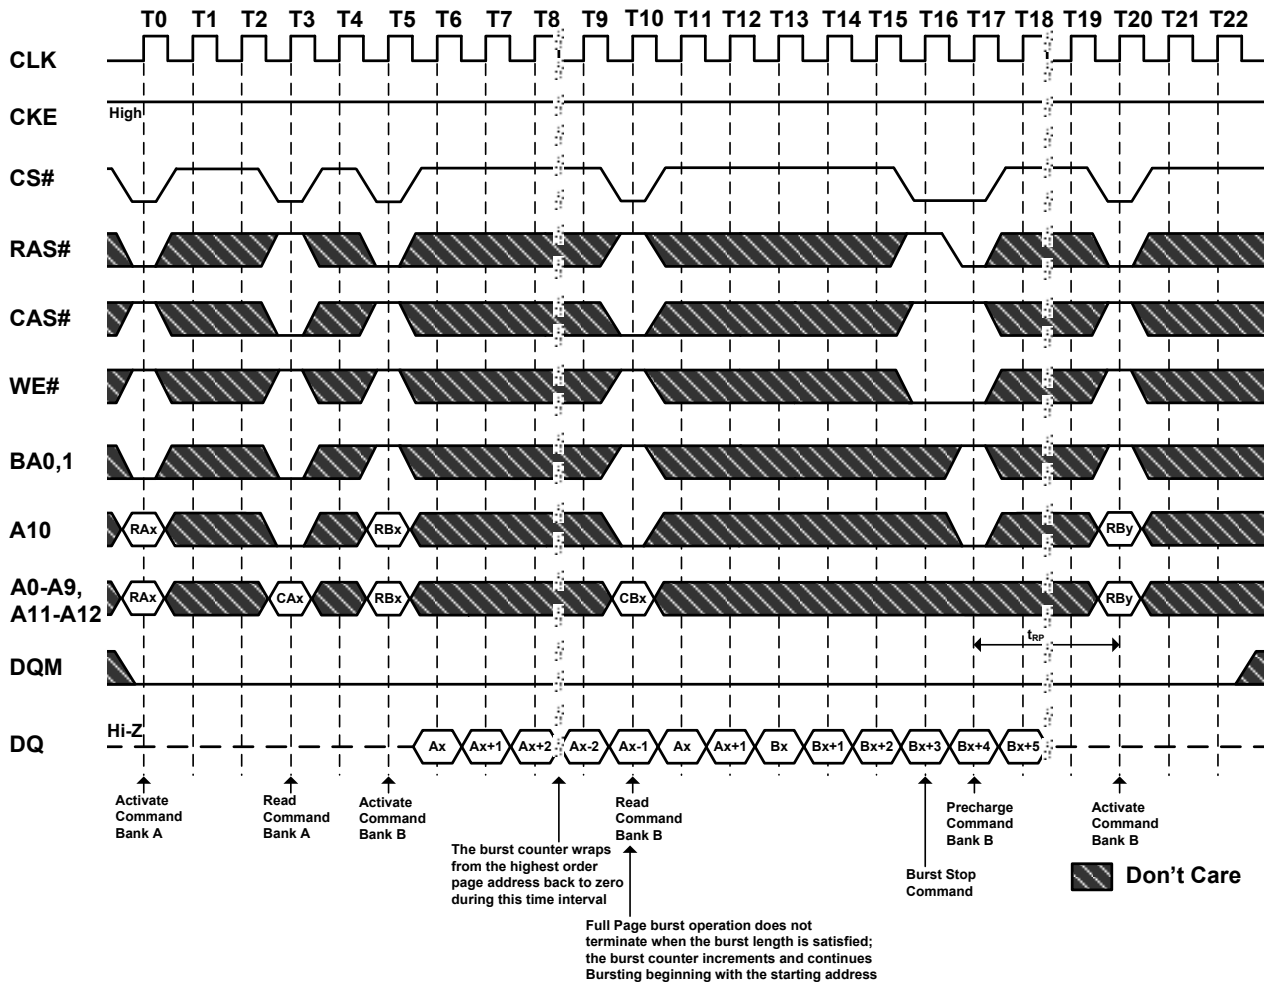 T0 T1 T2 T3 T4 T5 T6 T7 T8 T9 T10 T11 T12 T13 T14 T15 T16 T17 T18 T19 T20 T21 T22
CLK
CKE High
CS#
RAS#
CAS#
WE#
BA0,1
A10 RAx RBx RBy
A0-A9,
A11-A12 RAx CAx RBx CBx RBy
tRP
DQM
Hi-Z
DQ Ax Ax+1 Ax+2 Ax-2 Ax-1 Ax Ax+1 Bx Bx+1 Bx+2 Bx+3 Bx+4 Bx+5
Activate
Command
Bank A
Read
Command
Bank A
Activate
Command
Bank B
The burst counter wraps
from the highest order
page address back to zero
during this time interval
Read
Command
Bank B
Full Page burst operation does not
terminate when the burst length is satisfied;
the burst counter increments and continues
Bursting beginning with the starting address
Burst Stop
Command
Precharge
Command
Bank B
Activate
Command
Bank B
Don't Care